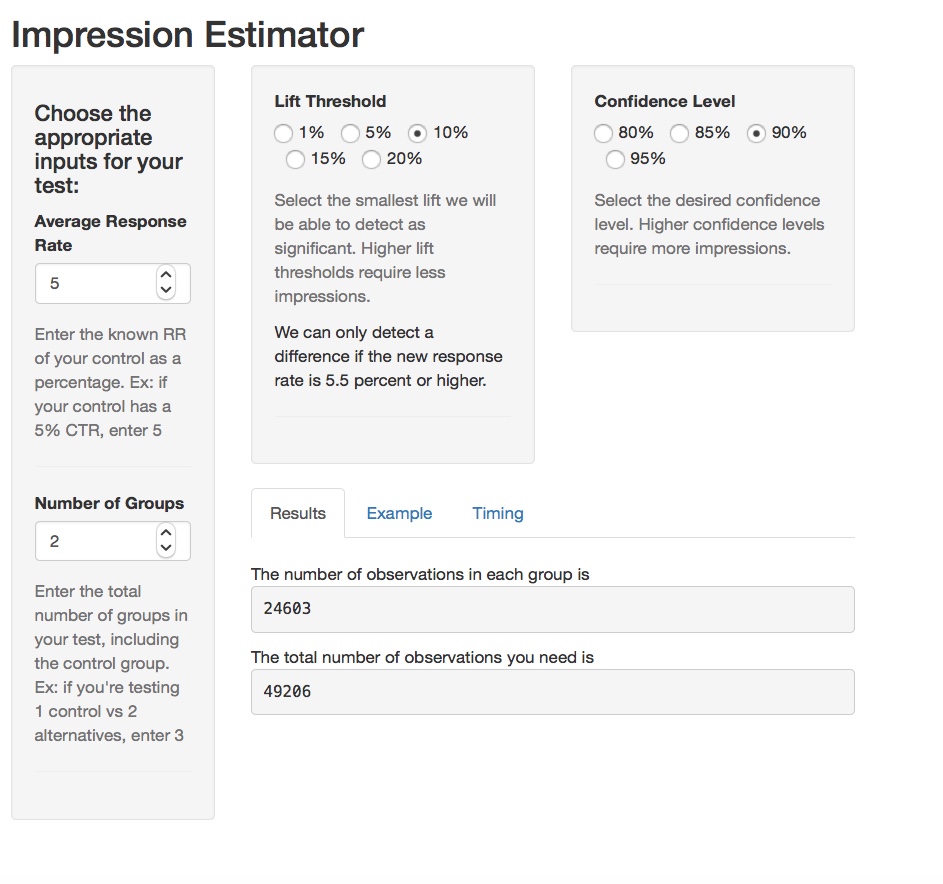 Impression Estimator
Choose the
appropriate
inputs for your
test:
Average Response
Rate
5
Enter the known RR
of your control as a
percentage. Ex: if
your control has a
5% CTR, enter 5
Number of Groups
2
Enter the total
number of groups in
your test, including
the control group.
Ex: if you're testing
1 control vs 2
alternatives, enter 3
Lift Threshold
1% 5% 10%
15% 20%
Select the smallest lift we will
be able to detect as
significant. Higher lift
thresholds require less
impressions.
We can only detect a
difference if the new response
rate is 5.5 percent or higher.
Confidence Level
80% 85% 90%
95%
Select the desired confidence
level. Higher confidence levels
require more impressions.
Results Example Timing
The number of observations in each group is
24603
The total number of observations you need is
49206